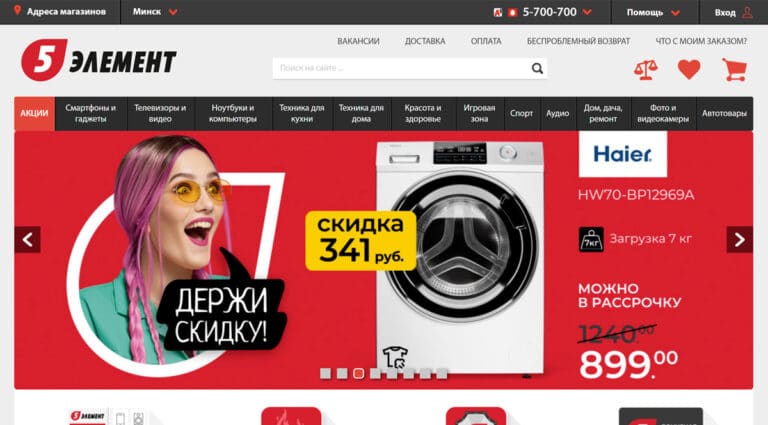 Адреса магазинов
Минск
5-700-700
Помощь
Вход
5 ЭЛЕМЕНТ
ВАКАНСИИ
ДОСТАВКА
ОПЛАТА
БЕСПРОБЛЕМНЫЙ ВОЗВРАТ
ЧТО С МОИМ ЗАКАЗОМ?
Поиск на сайте ...
АКЦИИ
Смартфоны и
гаджеты
Телевизоры и
видео
Ноутбуки и
компьютеры
Техника для
кухни
Техника для
дома
Красота и
здоровье
Игровая
зона
Спорт
Аудио
Дом, дача,
ремонт
Фото и
видеокамеры
Автотовары
ДЕРЖИ
СКИДКУ!
скидка
341 руб.
Haier
HW70-BP12969A
7кг
Загрузка 7 кг
МОЖНО
В РАССРОЧКУ
1240.00
899.00
5 ЭЛЕМЕНТ